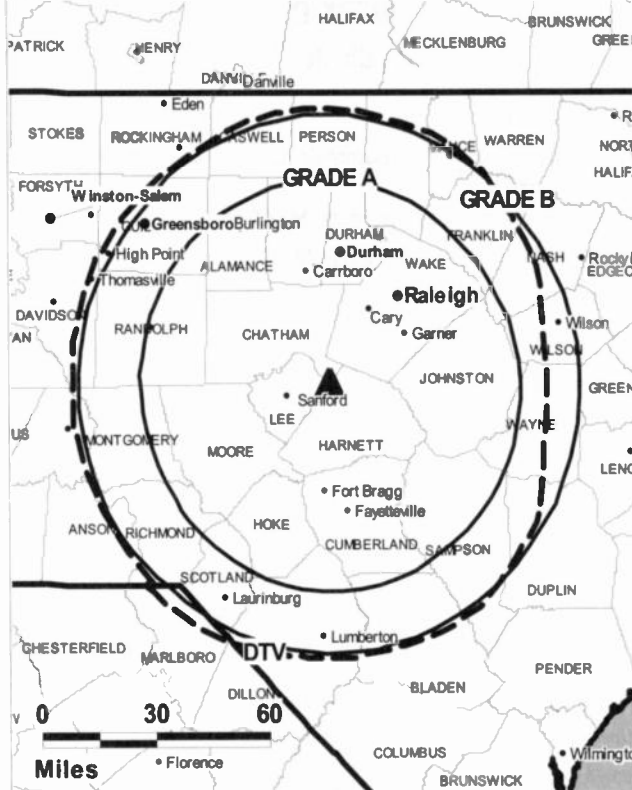 HALIFAX
BRUNSWICK
PATRICK
HENRY
MECKLENBURG
GREE
Danville
Eden
STOKES
ROCKINGHAM
ASWELL
PERSON
WARREN
NORT
HALIFA
FORSYTH
Winston-Salem
GRADE A
GRADE B
Greensboro
Burlington
DURHAM
FRANKLIN
Durham
NASH
High Point
ALAMANCE
Carrboro
WAKE
Rocky
EDGEC
Thomasville
Raleigh
DAVIDSON
RANDOLPH
CHATHAM
Cary
Garner
Wilson
WILSON
JOHNSTON
GREEN
Sanford
LEE
WAYNE
US
MONTGOMERY
MOORE
HARNETT
LENO
Fort Bragg
Fayetteville
HOKE
ANSON
RICHMOND
CUMBERLAND
SAMPSON
SCOTLAND
DUPLIN
Laurinburg
Lumberton
CHESTERFIELD
MARLBORO
DTV
PENDER
DILLON
BLADEN
0 30 60
Miles
Florence
COLUMBUS
Wilmingto
BRUNSWICK